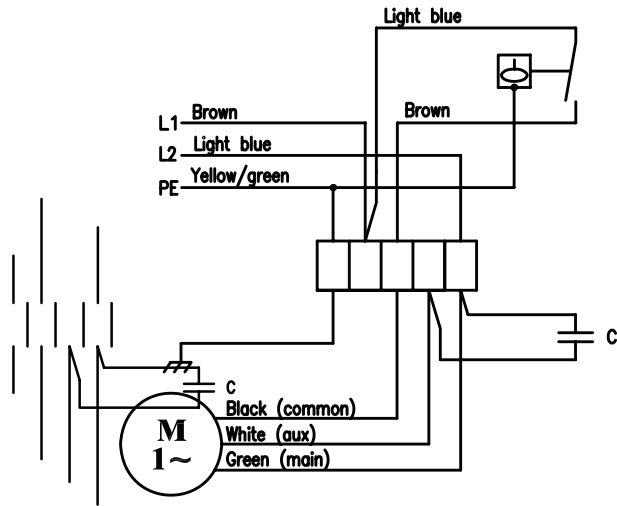 Light blue
L1 Brown
Brown
L2 Light blue
PE Yellow/green
C
C
Black (common)
M
1~
White (aux)
Green (main)